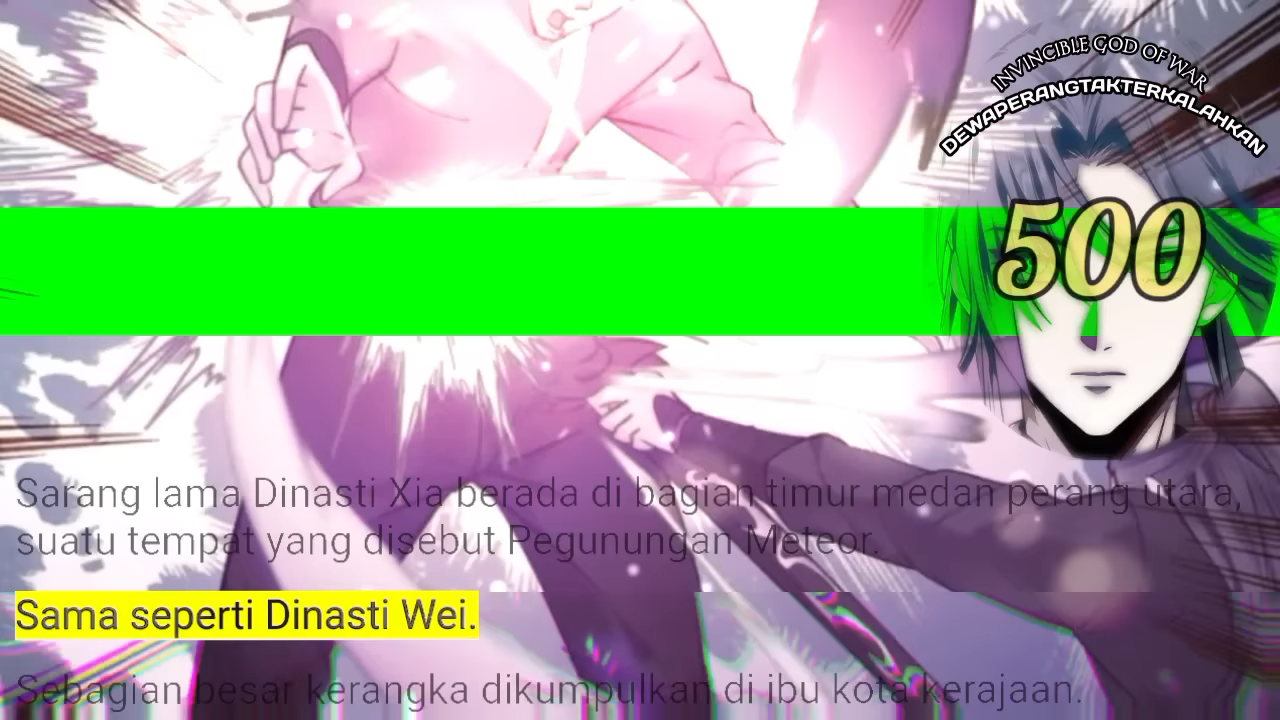 INVINCIBLE GOD OF WAR
DEWAPERANGTAKTERKALAHKAN
500
Sarang lama Dinasti Xia berada di bagian timur medan perang utara,
suatu tempat yang disebut Pegunungan Meteor.
Sama seperti Dinasti Wei.
Sebagian besar kerangka dikumpulkan di ibu kota kerajaan.